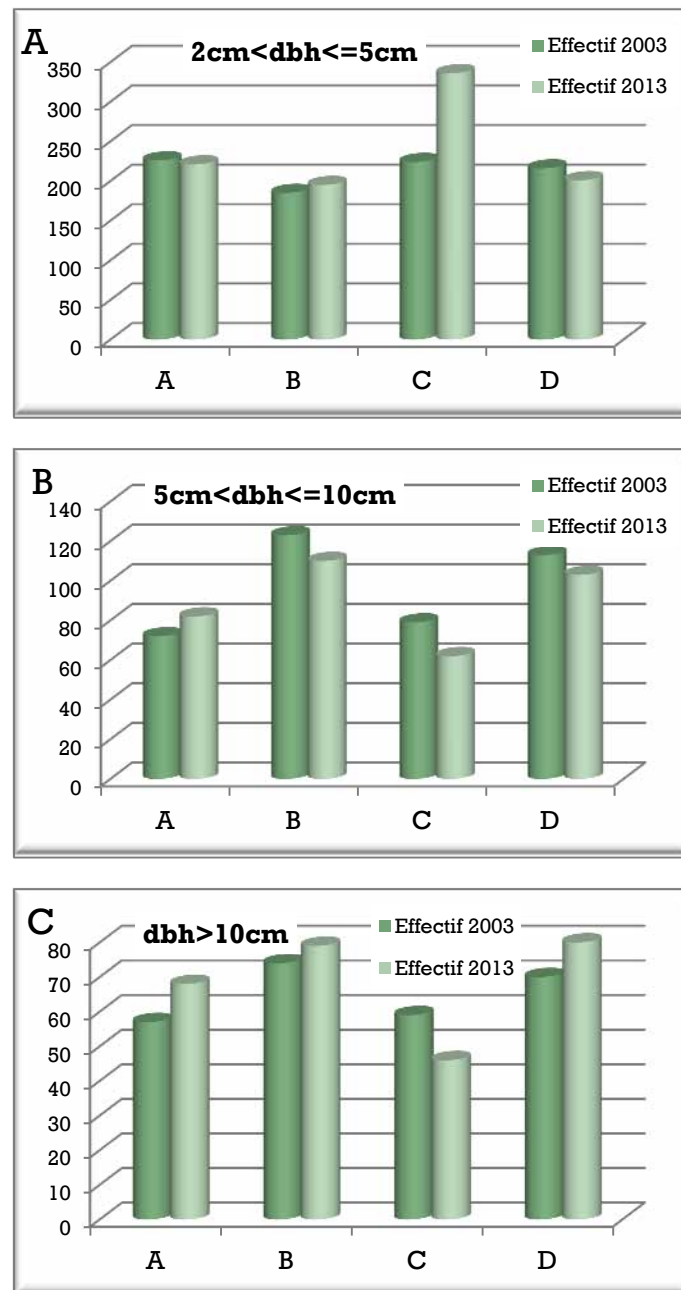 A
2cm<dbh<=5cm
Effectif 2003
Effectif 2013
350
300
250
200
150
100
50
0
A B C D
B
5cm<dbh<=10cm
Effectif 2003
Effectif 2013
140
120
100
80
60
40
20
0
A B C D
C
dbh>10cm
Effectif 2003
Effectif 2013
80
70
60
50
40
30
20
10
0
A B C D